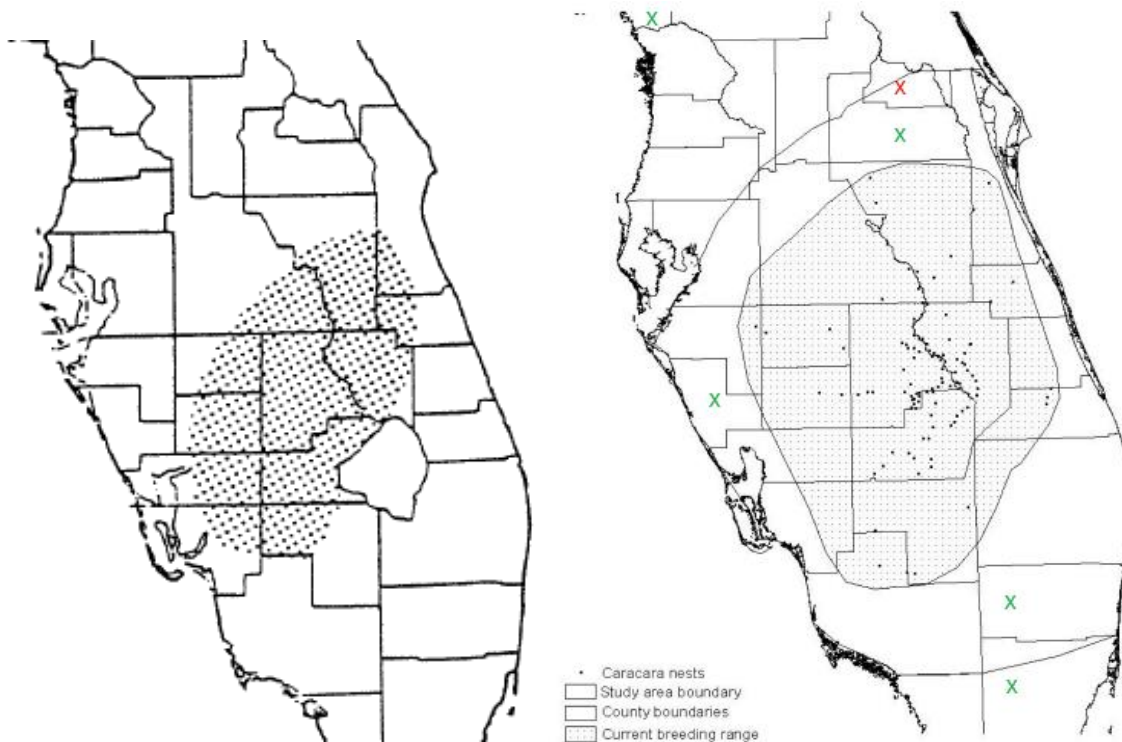 X
X
X
X
X
X
Caracara nests
Study area boundary
County boundaries
Current breeding range